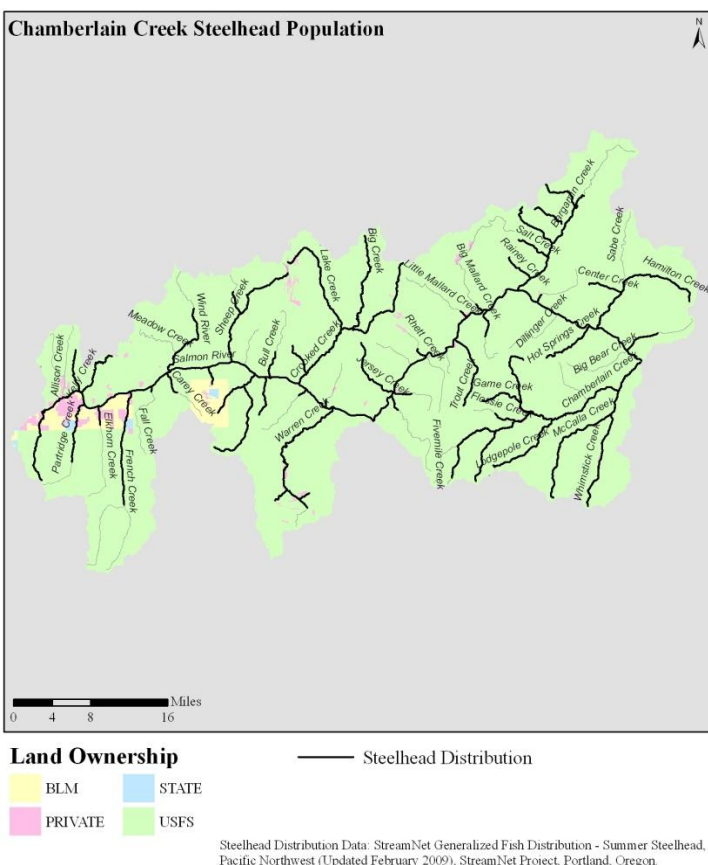 Chamberlain Creek Steelhead Population
N
Bargamin Creek
Salt Creek
Sabe Creek
Rainey Creek
Big Creek
Lake Creek
Big Mallard Creek
Center Creek
Hamilton Creek
Little Mallard Creek
Sheep Creek
Wind River
Meadow Creek
Dillinger Creek
Hot Springs Creek
Rhett Creek
Bull Creek
Crooked Creek
Salmon River
Big Bear Creek
Allison Creek
Jersey Creek
Trout Creek
Game Creek
Chamberlain Creek
Carey Creek
Flossie Creek
McCalla Creek
Warren Creek
Fall Creek
Partridge Creek
Elkhorn Creek
French Creek
Fivemile Creek
Lodgepole Creek
Whimstick Creek
Miles
0 4 8 16
Land Ownership
Steelhead Distribution
BLM STATE
PRIVATE USFS
Steelhead Distribution Data: StreamNet Generalized Fish Distribution - Summer Steelhead,
Pacific Northwest (Updated February 2009), StreamNet Project, Portland, Oregon.